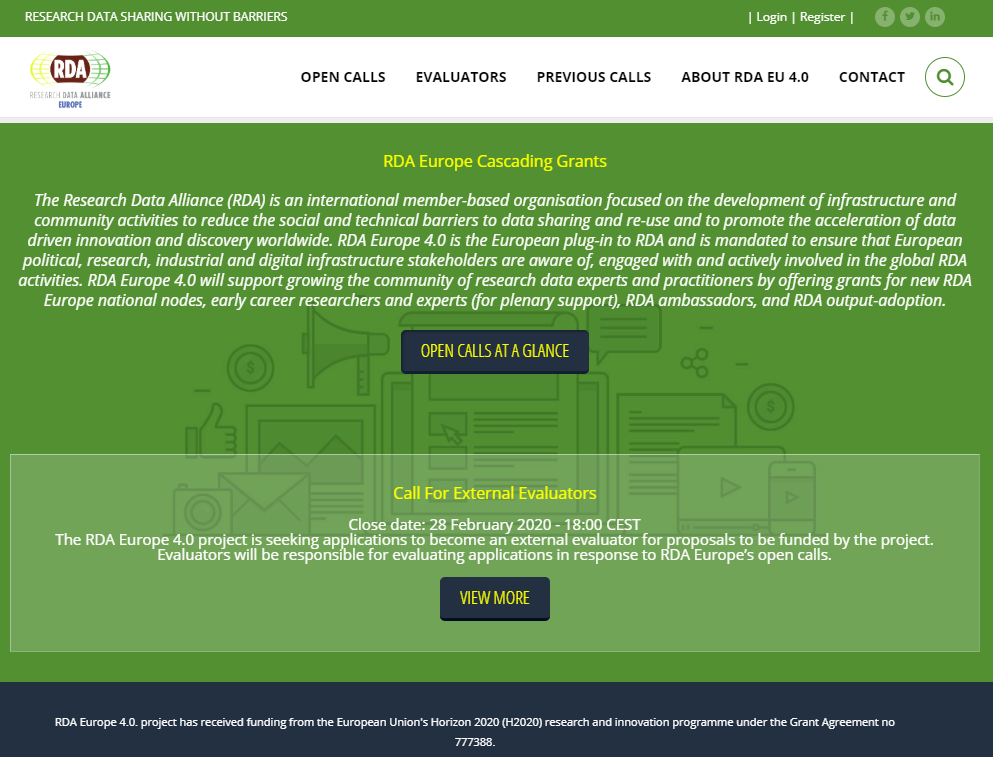 RESEARCH DATA SHARING WITHOUT BARRIERS
| Login | Register |
RDA
RESEARCH DATA ALLIANCE
EUROPE
OPEN CALLS
EVALUATORS
PREVIOUS CALLS
ABOUT RDA EU 4.0
CONTACT
RDA Europe Cascading Grants
The Research Data Alliance (RDA) is an international member-based organisation focused on the development of infrastructure and
community activities to reduce the social and technical barriers to data sharing and re-use and to promote the acceleration of data
driven innovation and discovery worldwide. RDA Europe 4.0 is the European plug-in to RDA and is mandated to ensure that European
political, research, industrial and digital infrastructure stakeholders are aware of, engaged with and actively involved in the global RDA
activities. RDA Europe 4.0 will support growing the community of research data experts and practitioners by offering grants for new RDA
Europe national nodes, early career researchers and experts (for plenary support), RDA ambassadors, and RDA output-adoption.
OPEN CALLS AT A GLANCE
Call For External Evaluators
Close date: 28 February 2020 - 18:00 CEST
The RDA Europe 4.0 project is seeking applications to become an external evaluator for proposals to be funded by the project.
Evaluators will be responsible for evaluating applications in response to RDA Europe’s open calls.
VIEW MORE
RDA Europe 4.0. project has received funding from the European Union's Horizon 2020 (H2020) research and innovation programme under the Grant Agreement no
777388.